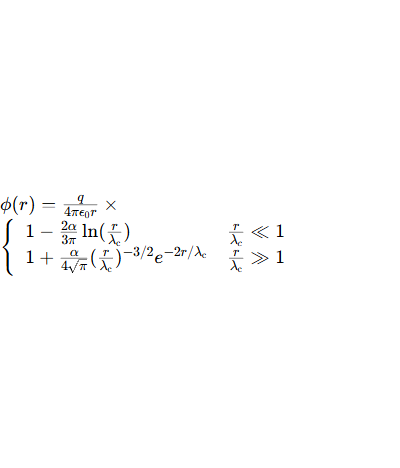 ϕ(r) = q/(4πϵ₀r) ×
{ 1 − (2α/3π) ln(r/λ_c)    r/λ_c ≪ 1
1 + (α/(4√π)) (r/λ_c)^{−3/2} e^{−2r/λ_c}    r/λ_c ≫ 1